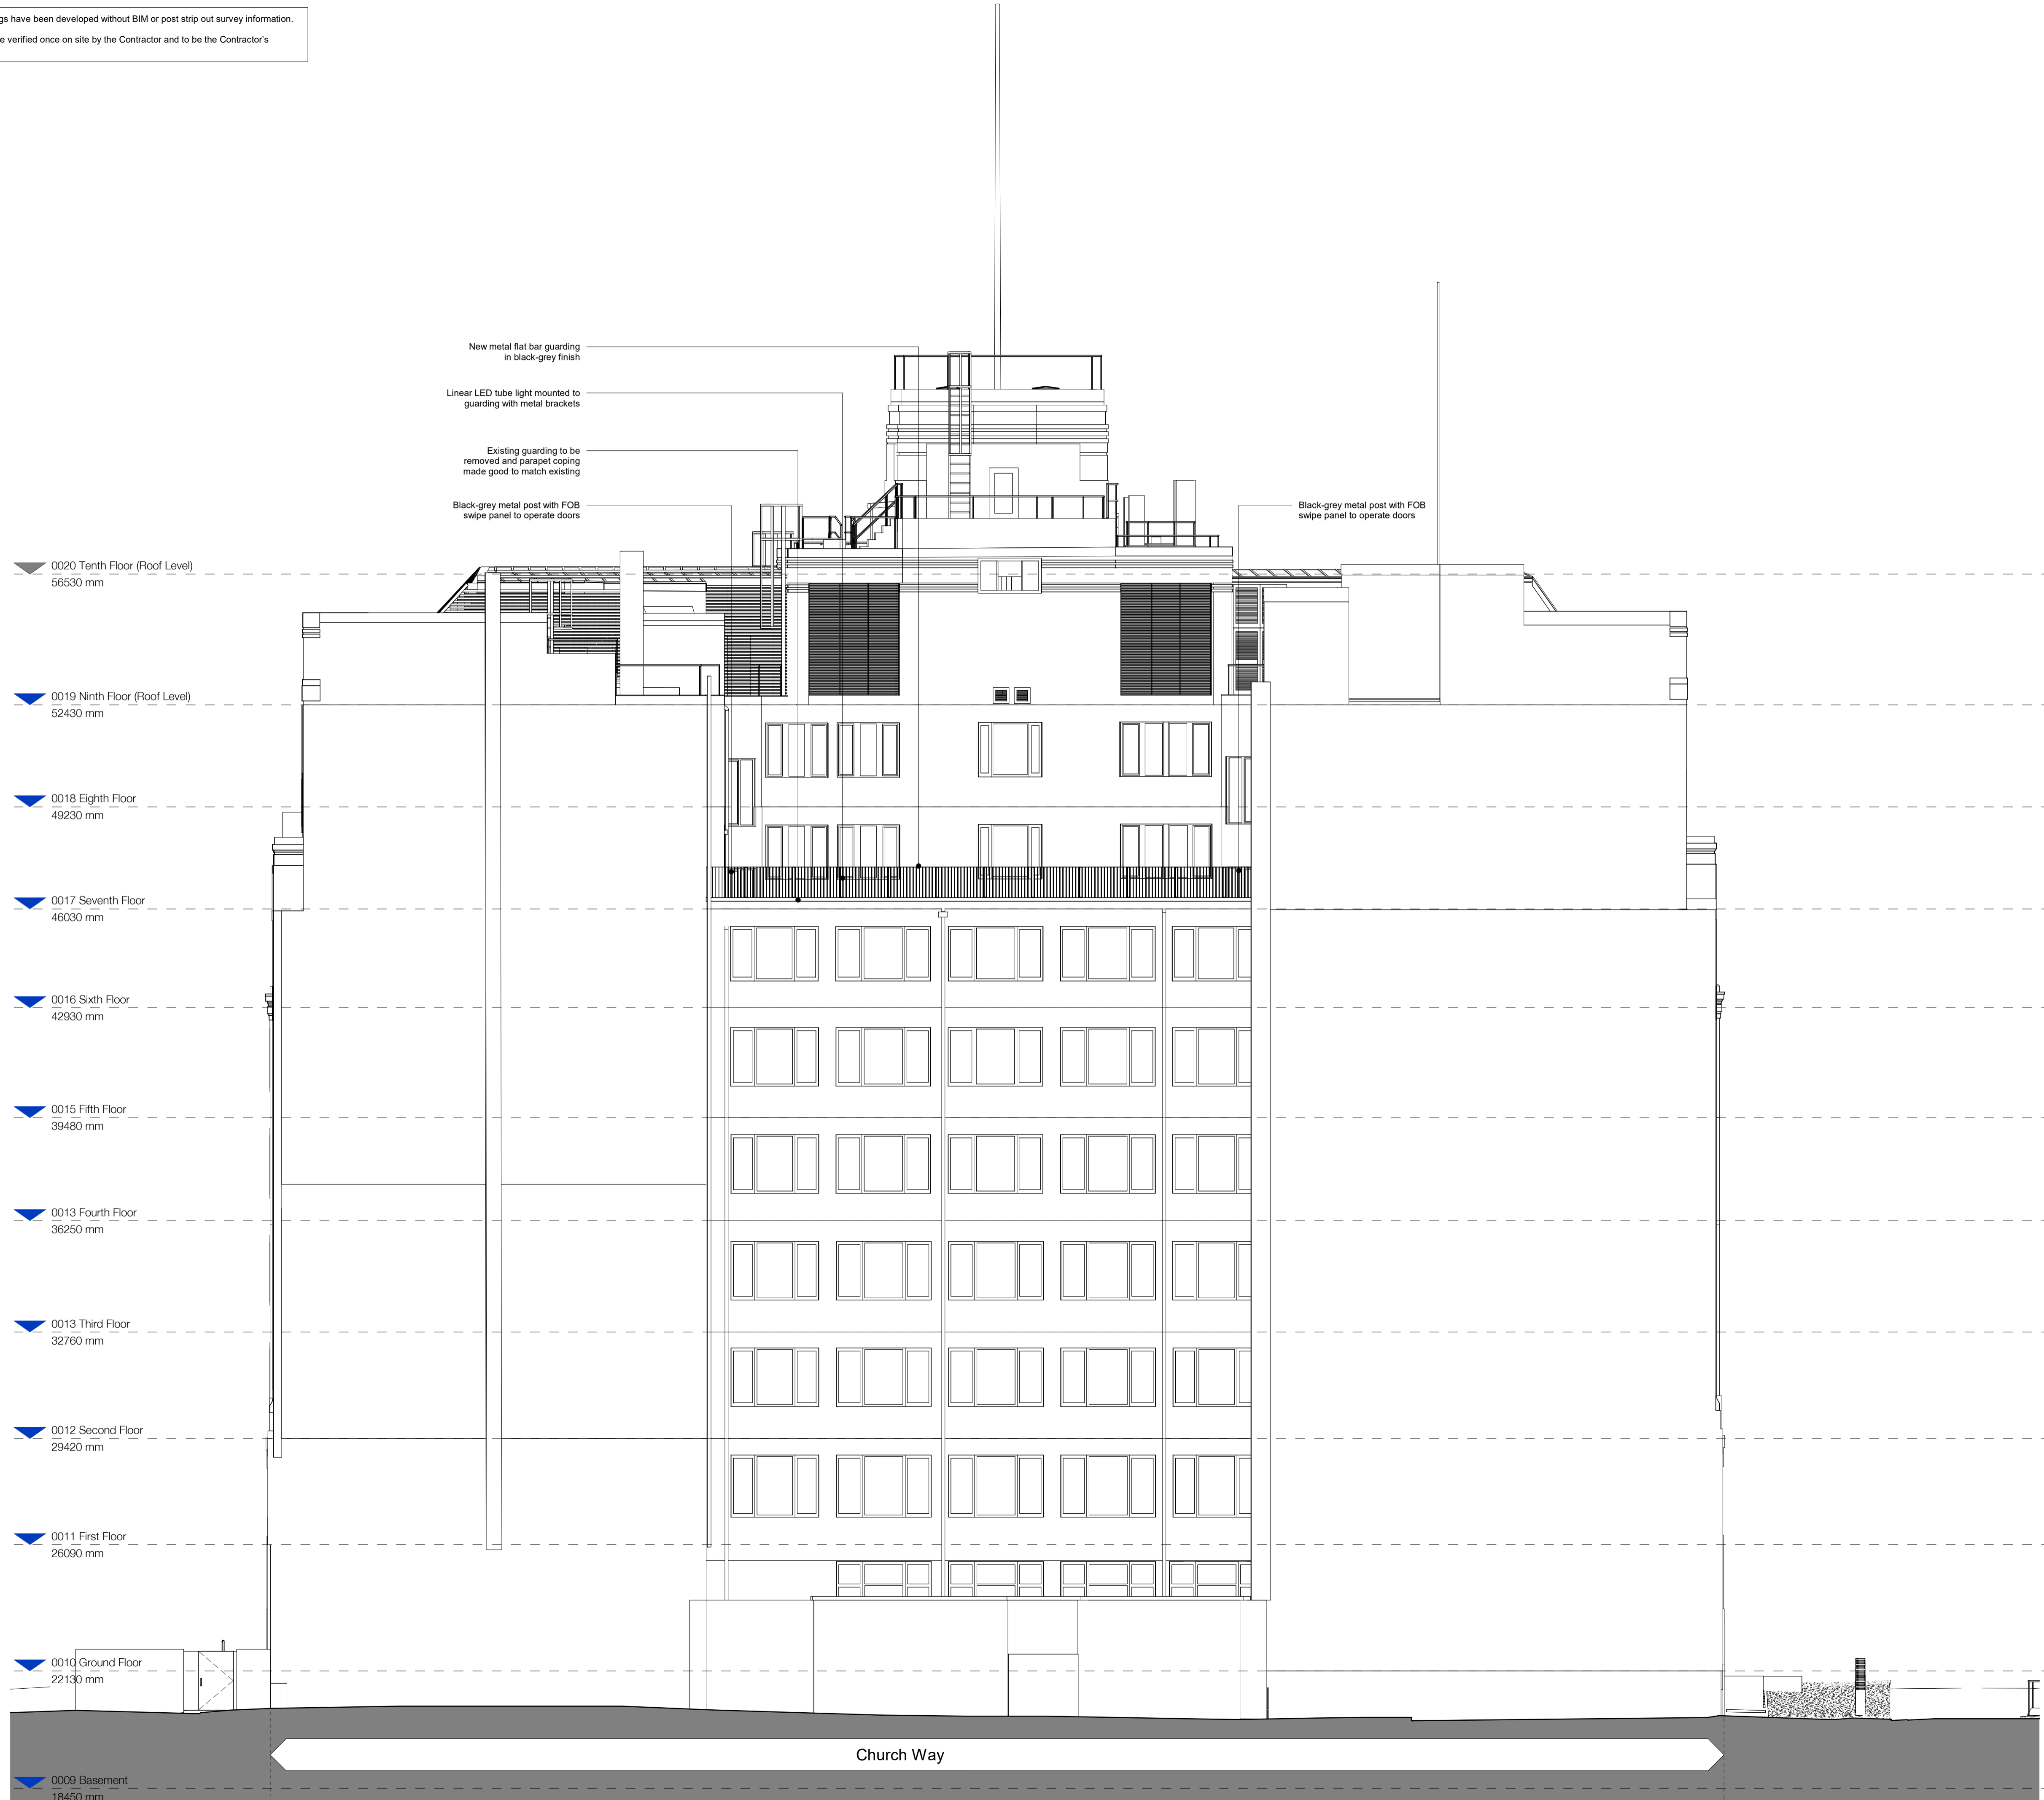 gs have been developed without BIM or post strip out survey information.
e verified once on site by the Contractor and to be the Contractor's
New metal flat bar guarding
in black-grey finish
Linear LED tube light mounted to
guarding with metal brackets
Existing guarding to be
removed and parapet coping
made good to match existing
Black-grey metal post with FOB
swipe panel to operate doors
Black-grey metal post with FOB
swipe panel to operate doors
0020 Tenth Floor (Roof Level)
56530 mm
0019 Ninth Floor (Roof Level)
52430 mm
0018 Eighth Floor
49230 mm
0017 Seventh Floor
46030 mm
0016 Sixth Floor
42930 mm
0015 Fifth Floor
39480 mm
0013 Fourth Floor
36250 mm
0013 Third Floor
32760 mm
0012 Second Floor
29420 mm
0011 First Floor
26090 mm
0010 Ground Floor
22130 mm
Church Way
0009 Basement
18450 mm